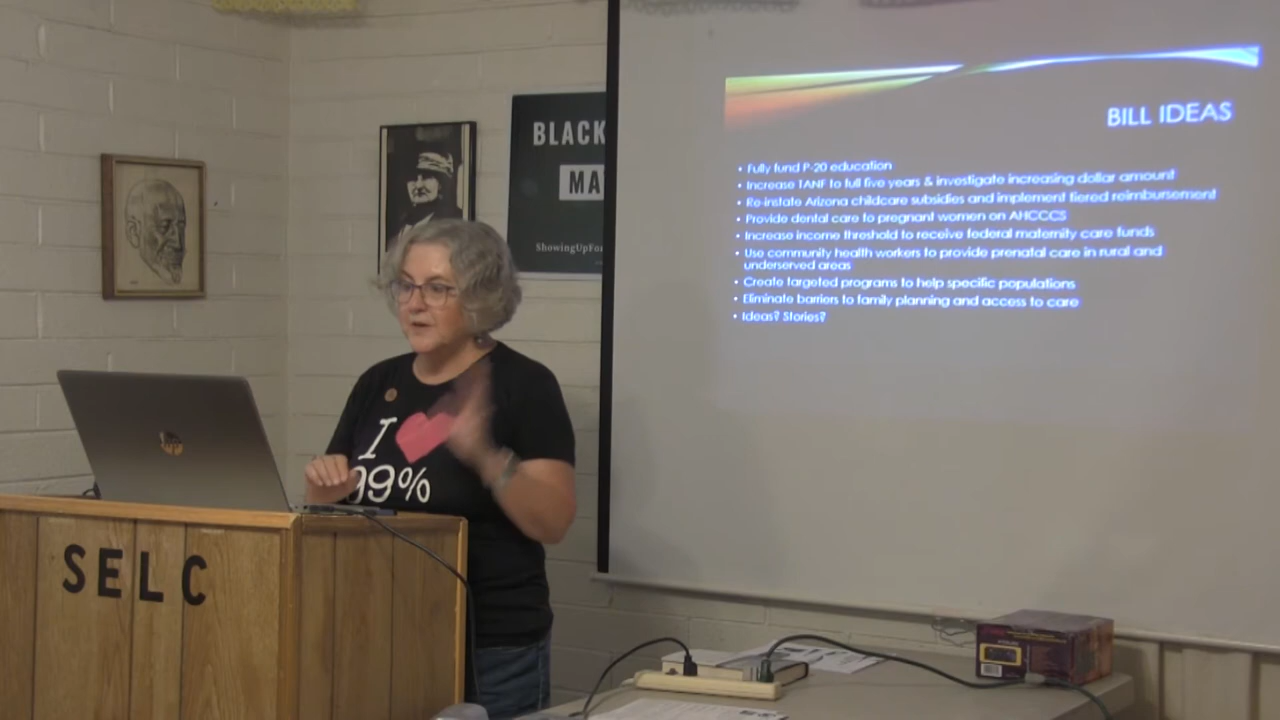 BLACK
MA
ShowingUpFo
BILL IDEAS
• Fully fund P-20 education
• Increase TANF to full five years & investigate increasing dollar amount
• Re-instate Arizona childcare subsidies and implement tiered reimbursement
• Provide dental care to pregnant women on AHCCCS
• Increase income threshold to receive federal maternity care funds
• Use community health workers to provide prenatal care in rural and
underserved areas
• Create targeted programs to help specific populations
• Eliminate barriers to family planning and access to care
• Ideas? Stories?
I
99%
SELC